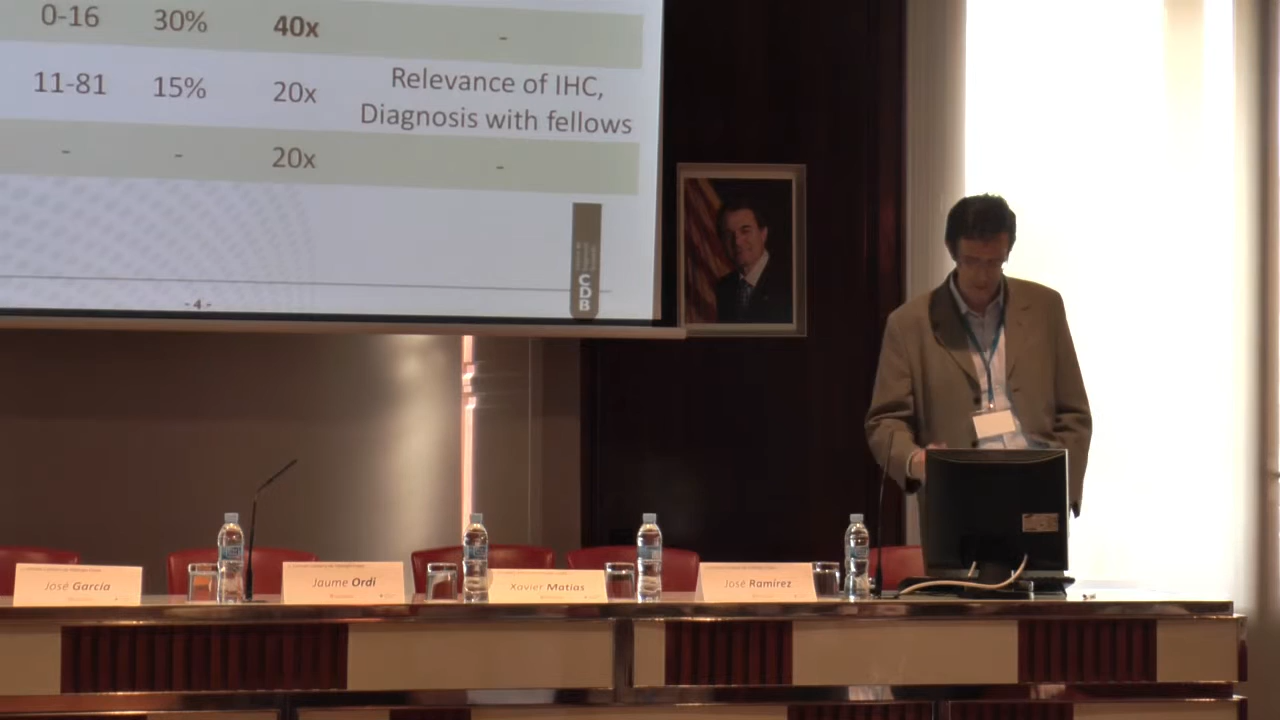 0-16 30% 40x -
11-81 15% 20x Relevance of IHC,
Diagnosis with fellows
- - 20x -
-4-
CDB
José García
Jaume Ordi
Xavier Matias
José Ramírez